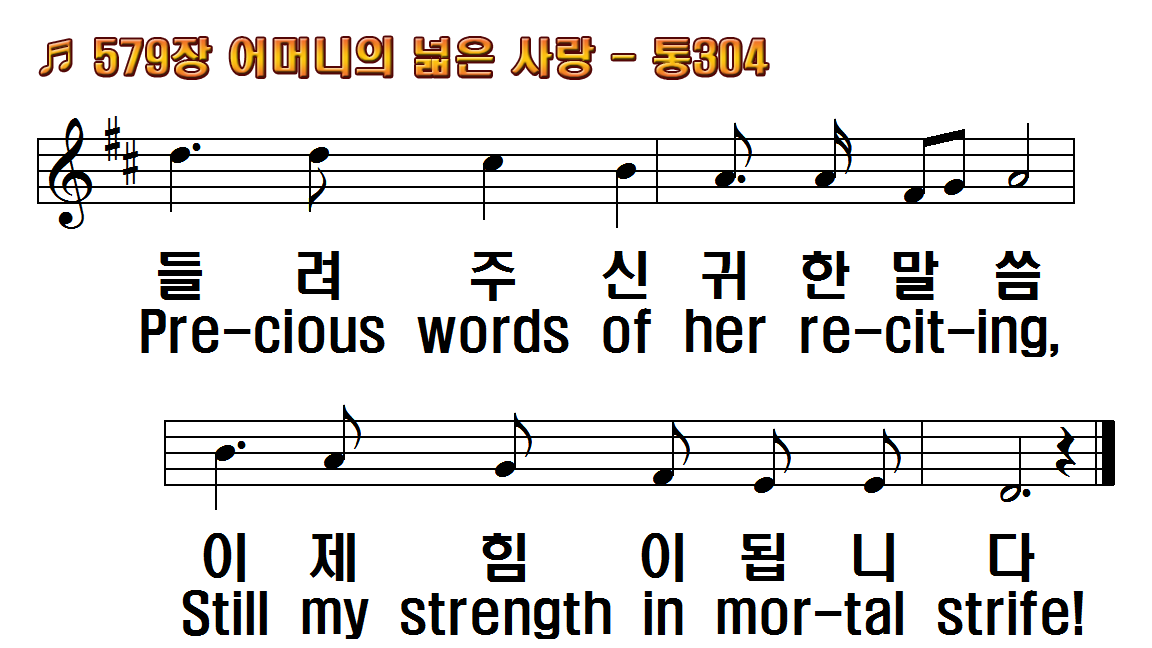 ♬ 579장 어머니의 넓은 사랑 - 통304
들 려 주 신 귀 한 말 씀
Pre-cious words of her re-cit-ing,
이 제 힘 이 됩 니 다
Still my strength in mor-tal strife!